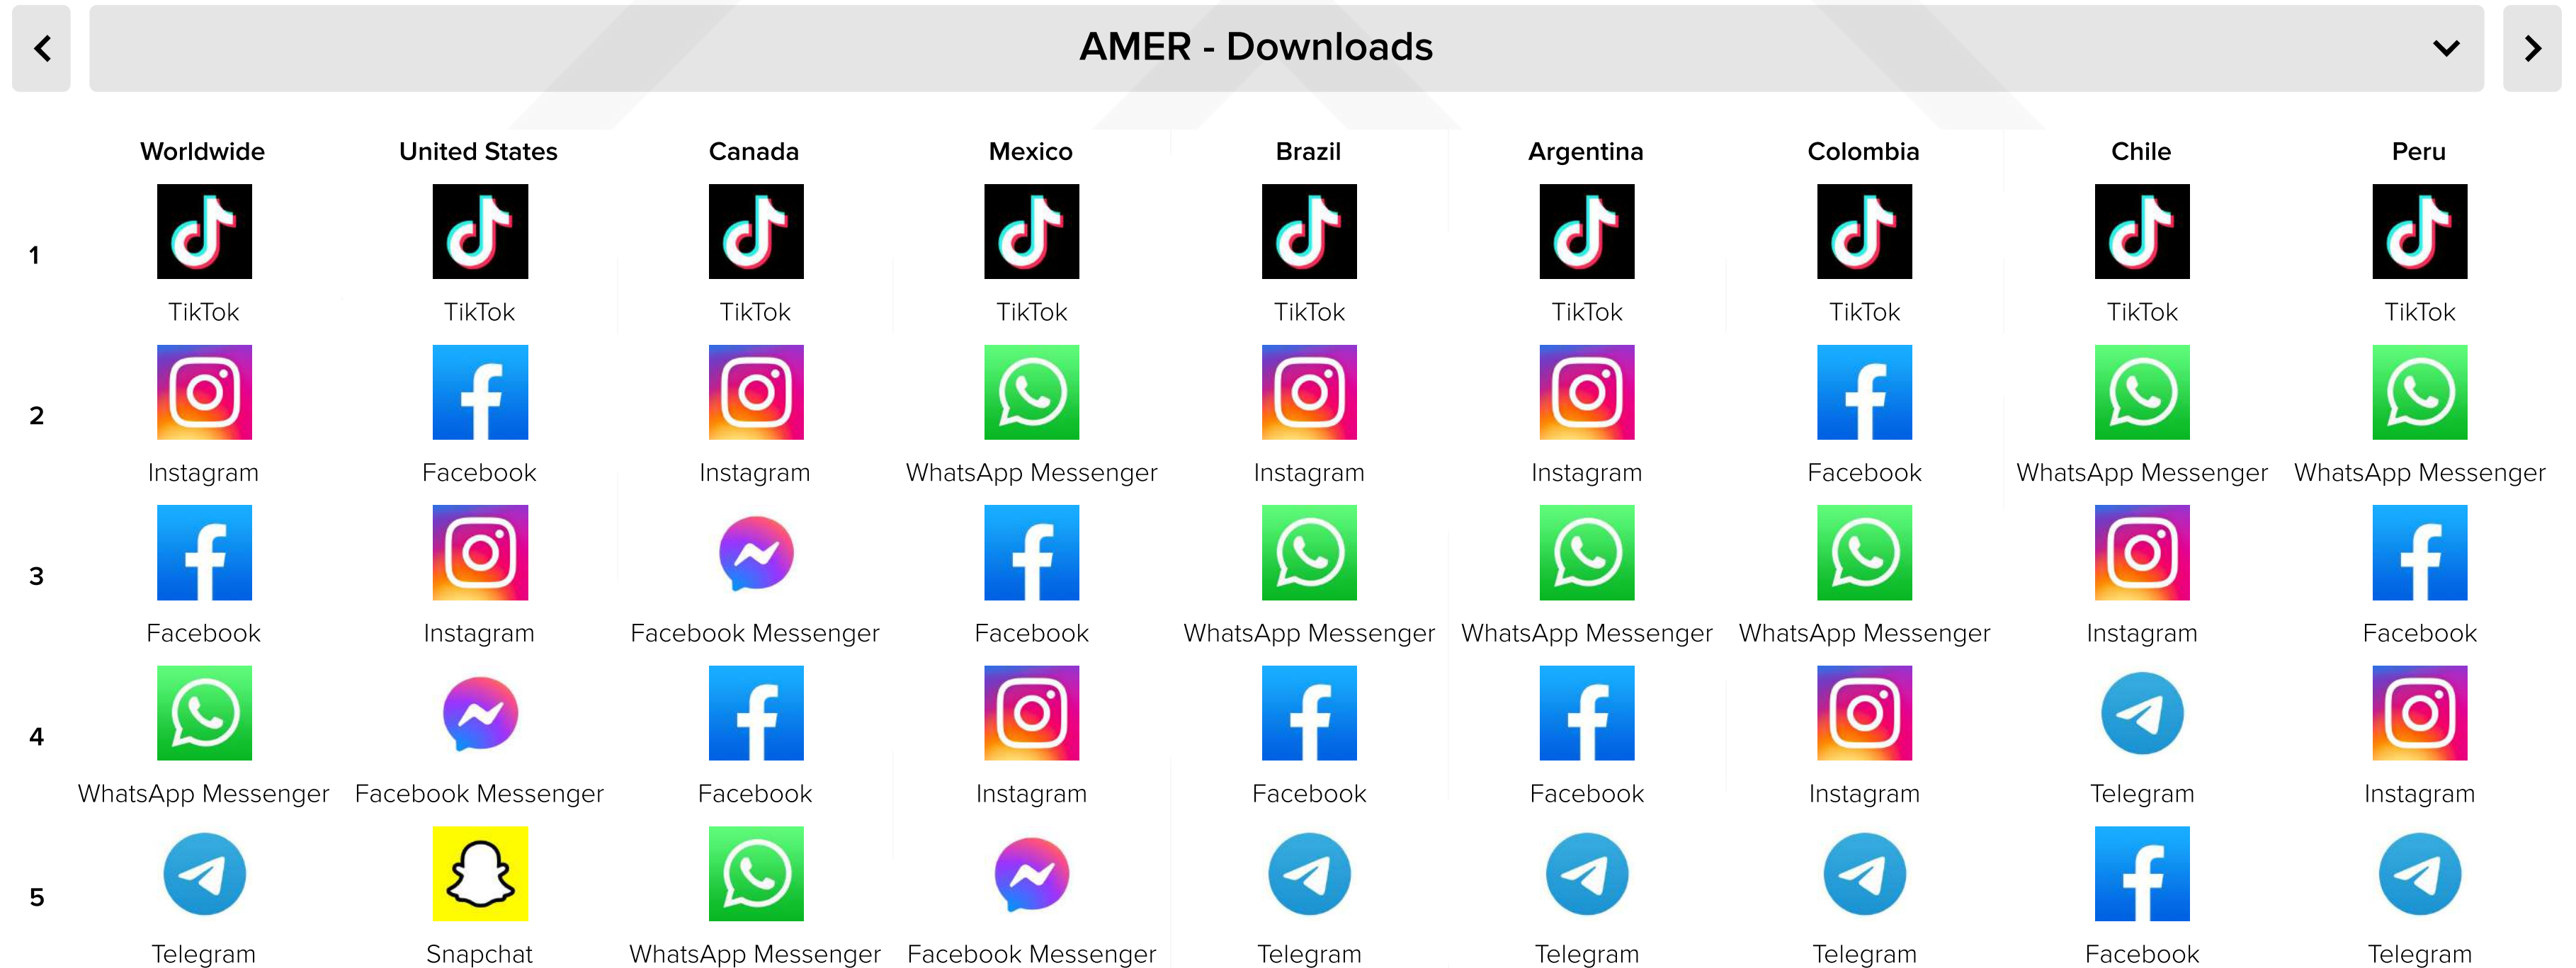 AMER - Downloads
Worldwide United States Canada Mexico Brazil Argentina Colombia Chile Peru
1
TikTok TikTok TikTok TikTok TikTok TikTok TikTok TikTok TikTok
2
Instagram Facebook Instagram WhatsApp Messenger Instagram Instagram Facebook WhatsApp Messenger WhatsApp Messenger
3
Facebook Instagram Facebook Messenger Facebook WhatsApp Messenger WhatsApp Messenger WhatsApp Messenger Instagram Facebook
4
WhatsApp Messenger Facebook Messenger Facebook Instagram Facebook Facebook Instagram Telegram Instagram
5
Telegram Snapchat WhatsApp Messenger Facebook Messenger Telegram Telegram Telegram Facebook Telegram